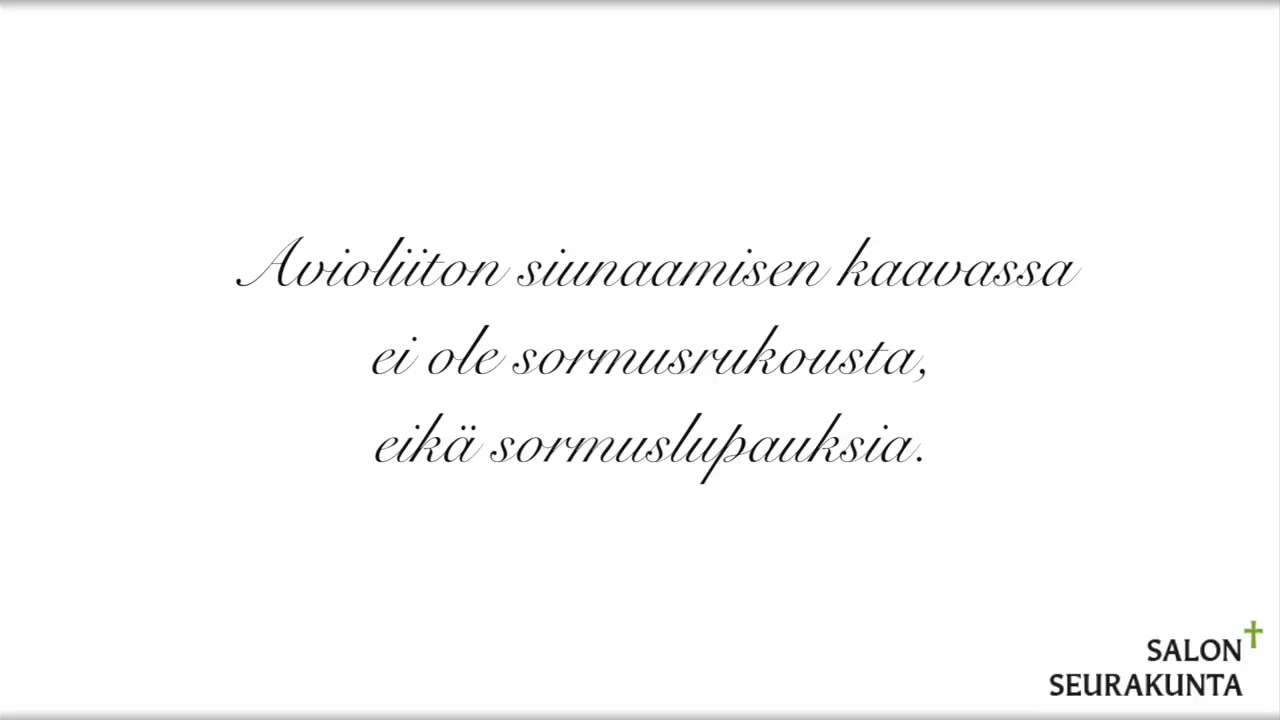 Avioliiton siunaamisen kaavassa
ei ole sormusrukousta,
eikä sormuslupauksia.
SALON
SEURAKUNTA